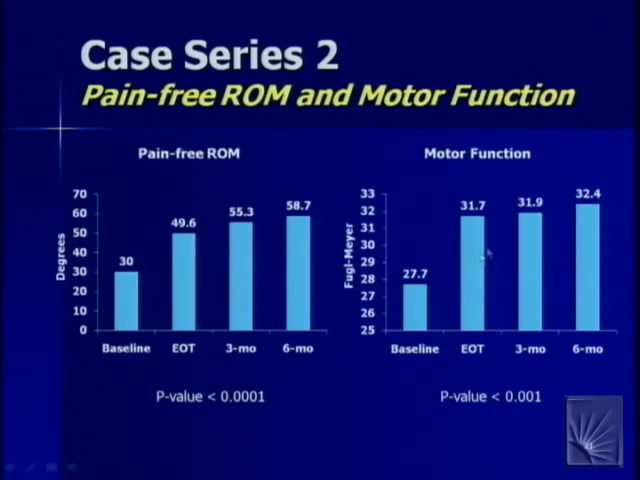 Case Series 2
Pain-free ROM and Motor Function
Pain-free ROM
70
60
50
40
30
20
10
0
Degrees
30
49.6
55.3
58.7
Baseline EOT 3-mo 6-mo
P-value < 0.0001
Motor Function
33
32
31
30
29
28
27
26
25
Fugl-Meyer
27.7
31.7
31.9
32.4
Baseline EOT 3-mo 6-mo
P-value < 0.001